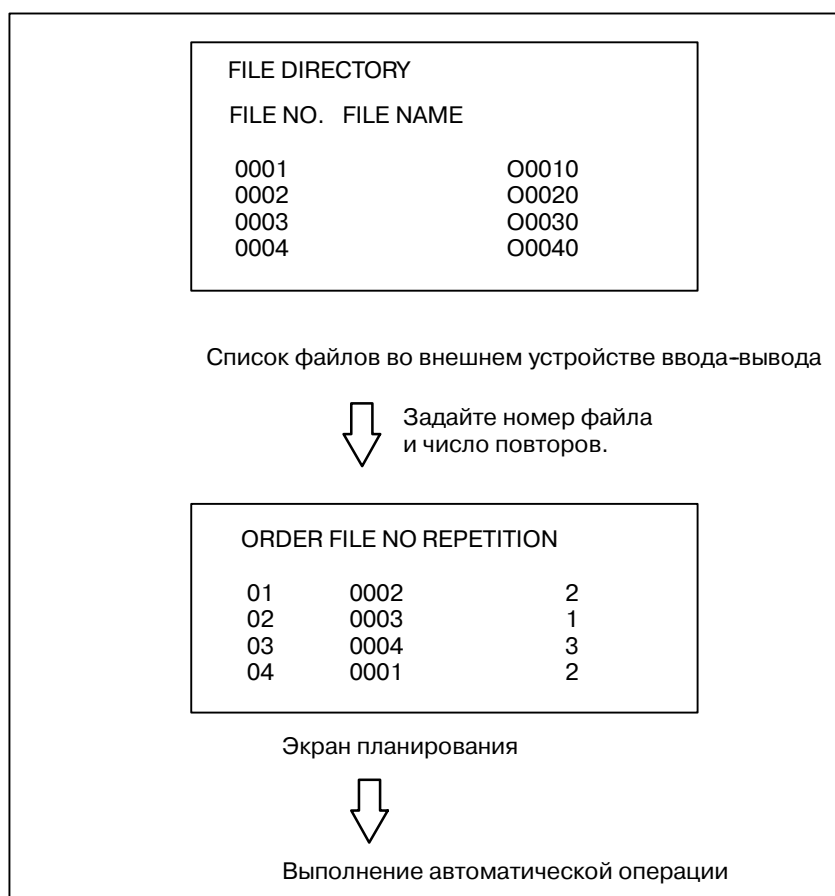 FILE DIRECTORY
FILE NO. FILE NAME
0001 O0010
0002 O0020
0003 O0030
0004 O0040
Список файлов во внешнем устройстве ввода-вывода
Задайте номер файла
и число повторов.
ORDER FILE NO REPETITION
01 0002 2
02 0003 1
03 0004 3
04 0001 2
Экран планирования
Выполнение автоматической операции